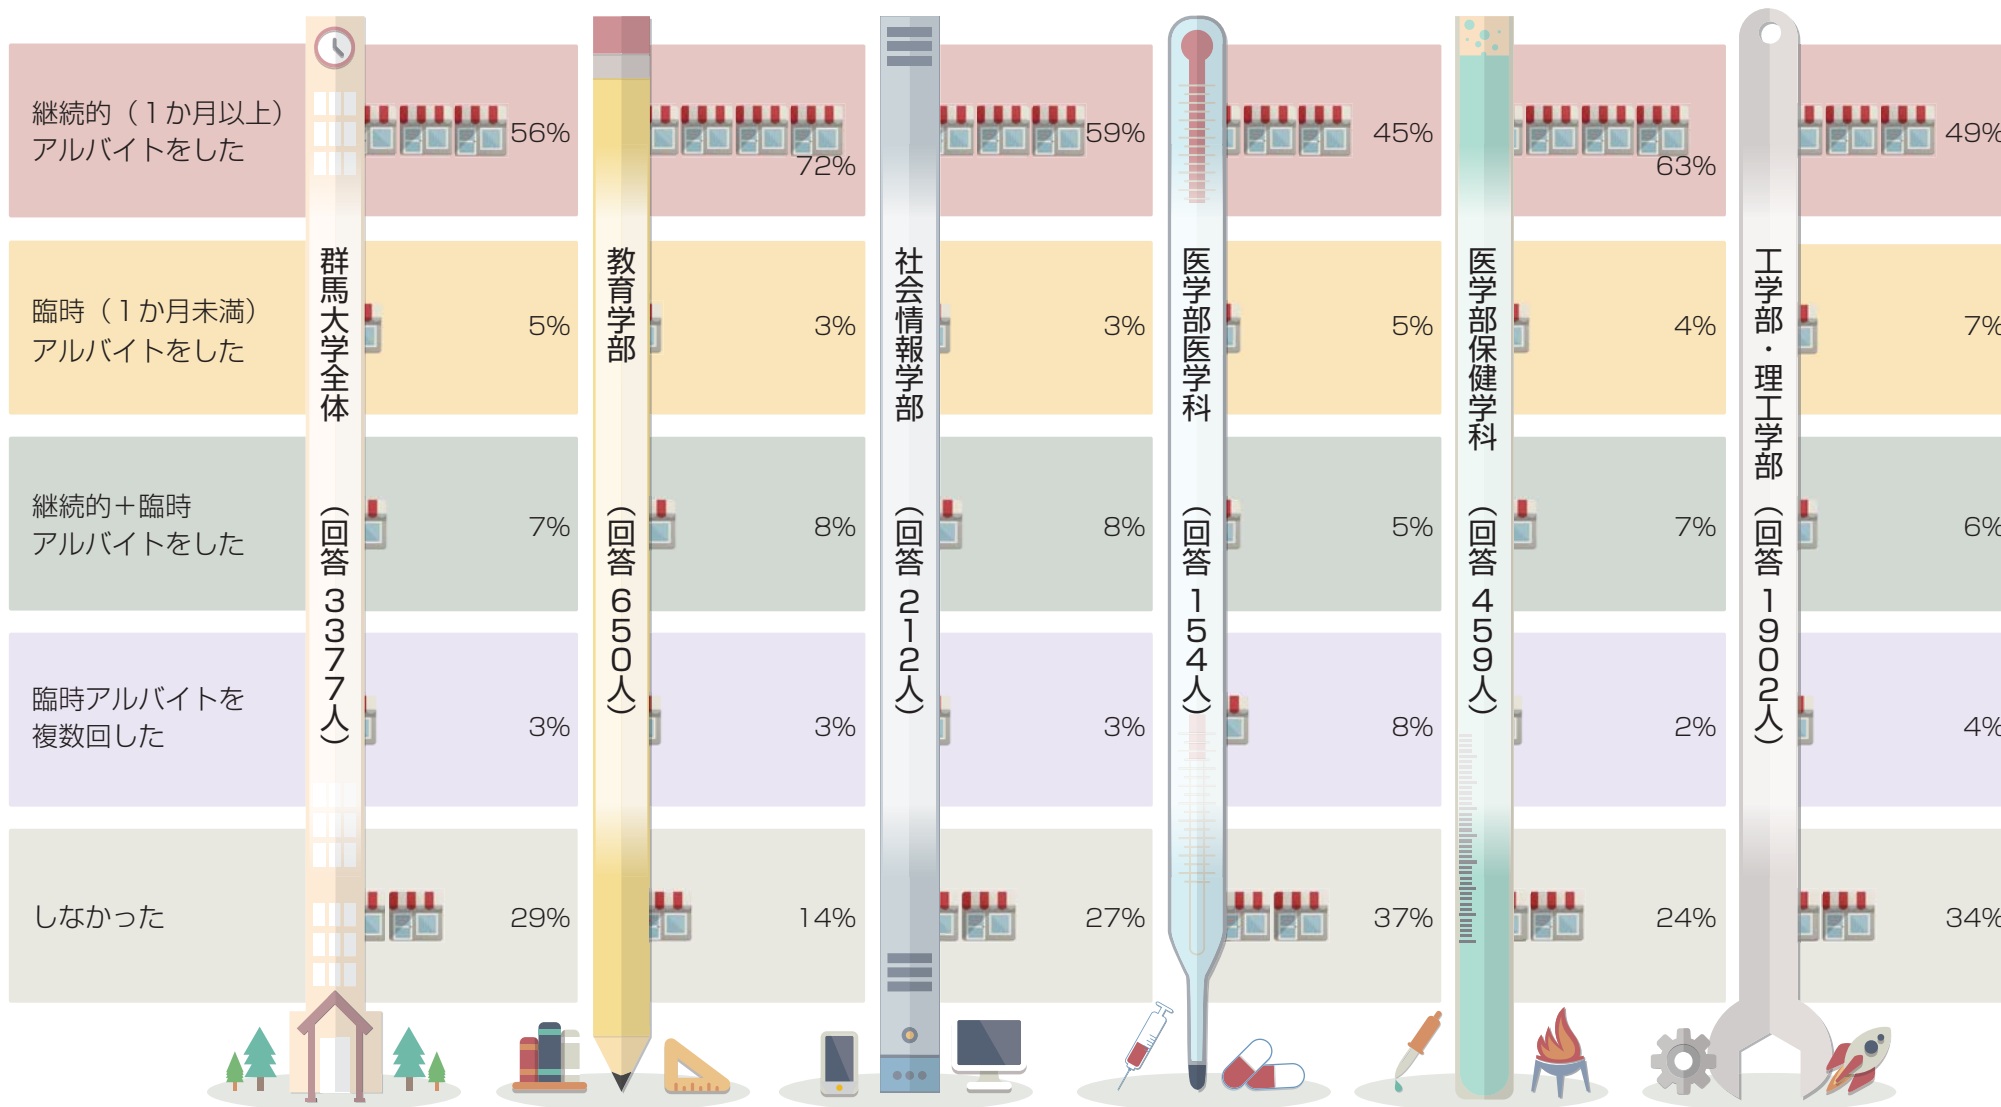 継続的（１か月以上）
アルバイトをした
56%
72%
59%
45%
63%
49%
臨時（１か月未満）
アルバイトをした
5%
3%
3%
5%
4%
7%
継続的＋臨時
アルバイトをした
7%
8%
8%
5%
7%
6%
臨時アルバイトを
複数回した
3%
3%
3%
8%
2%
4%
しなかった
29%
14%
27%
37%
24%
34%
群馬大学全体（回答 3377人）
教育学部（回答 650人）
社会情報学部（回答 212人）
医学部医学科（回答 154人）
医学部保健学科（回答 459人）
工学部・理工学部（回答 1902人）